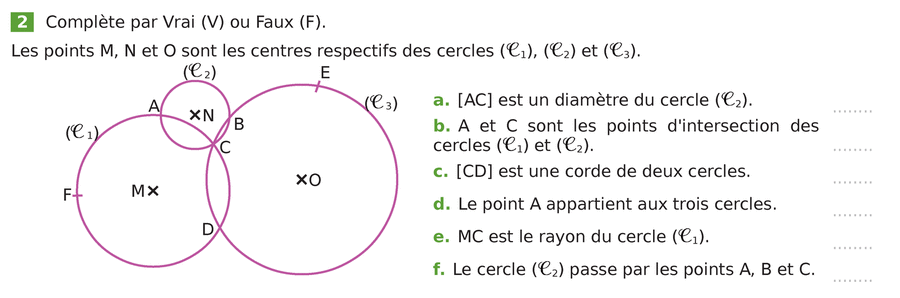 2 Complète par Vrai (V) ou Faux (F).
Les points M, N et O sont les centres respectifs des cercles (𝒞₁), (𝒞₂) et (𝒞₃).
(𝒞₂)
E
A
N
(𝒞₃)
B
(𝒞₁)
C
O
M
F
D
a. [AC] est un diamètre du cercle (𝒞₂). ........
b. A et C sont les points d'intersection des
cercles (𝒞₁) et (𝒞₂). ........
c. [CD] est une corde de deux cercles. ........
d. Le point A appartient aux trois cercles. ........
e. MC est le rayon du cercle (𝒞₁). ........
f. Le cercle (𝒞₂) passe par les points A, B et C. ........